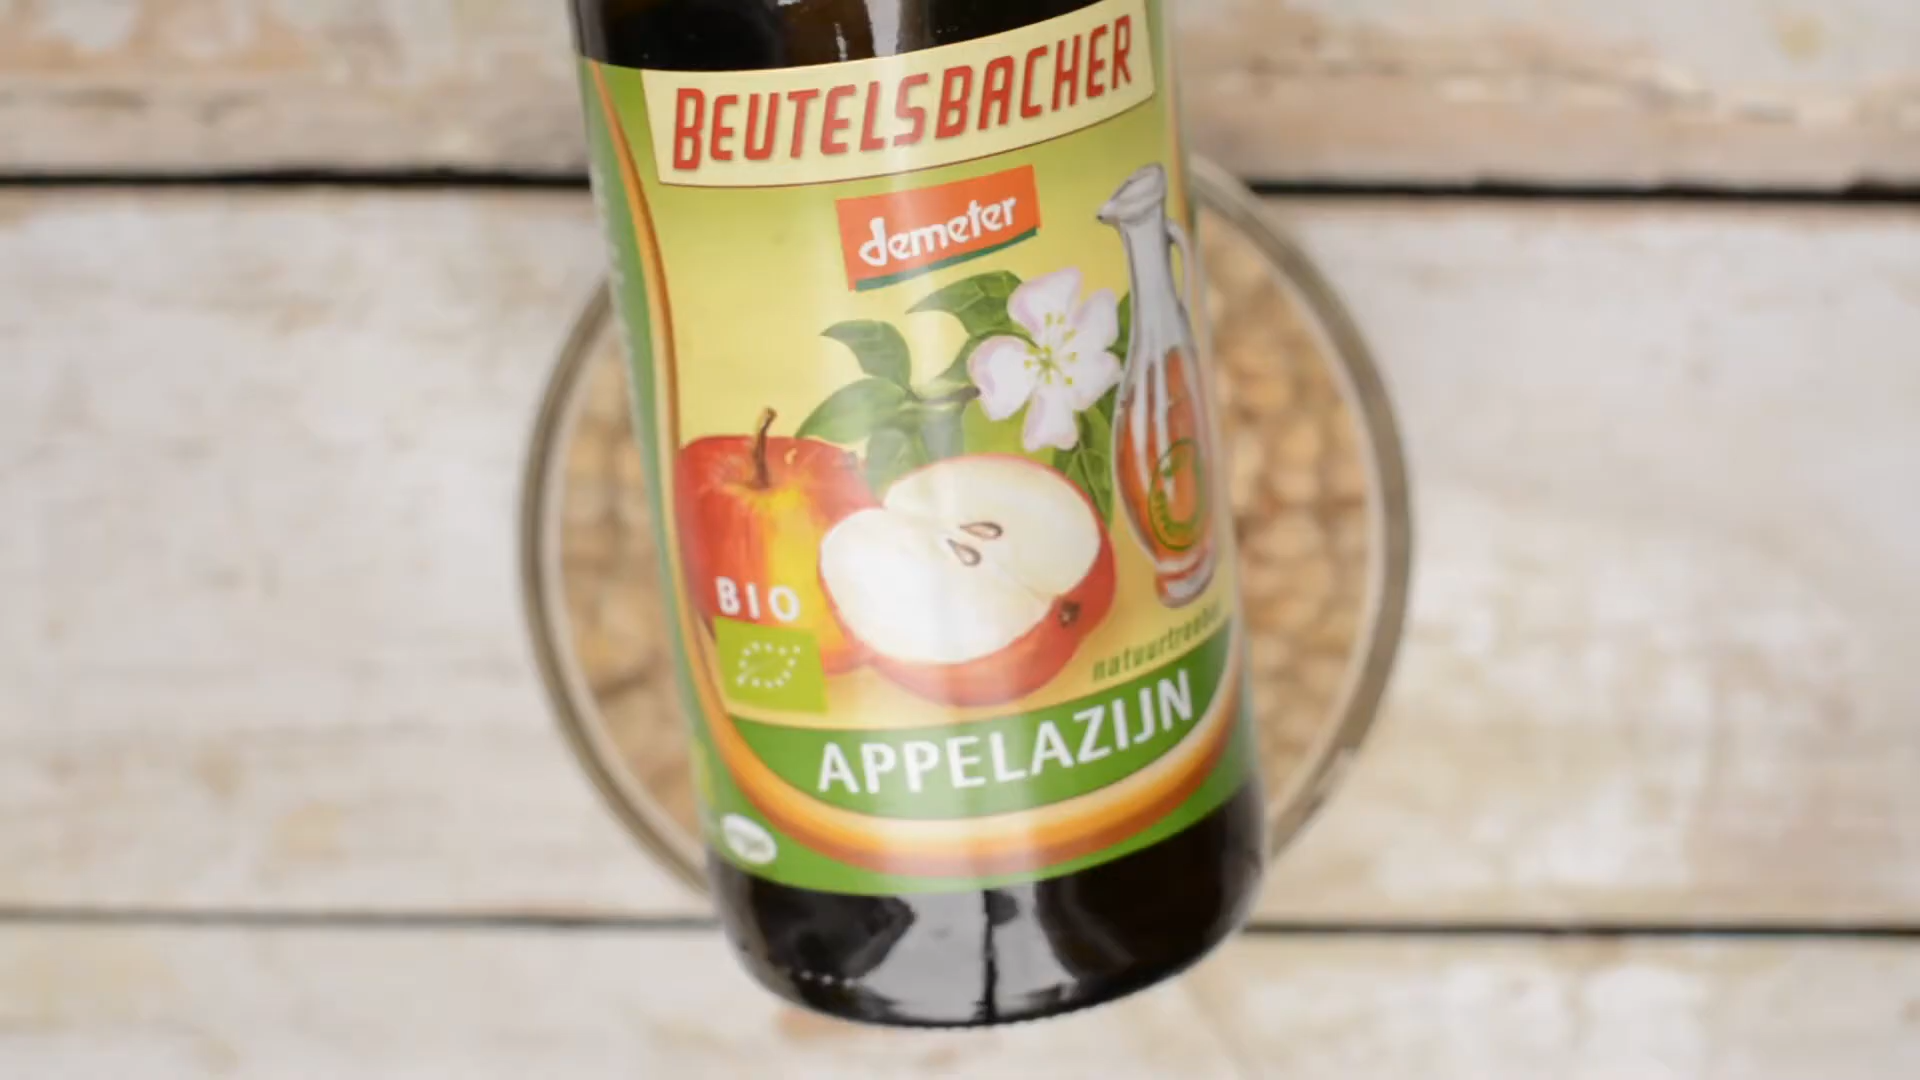 BEUTELSBACHER
demeter
BIO
natuurtroebel
APPELAZIJN